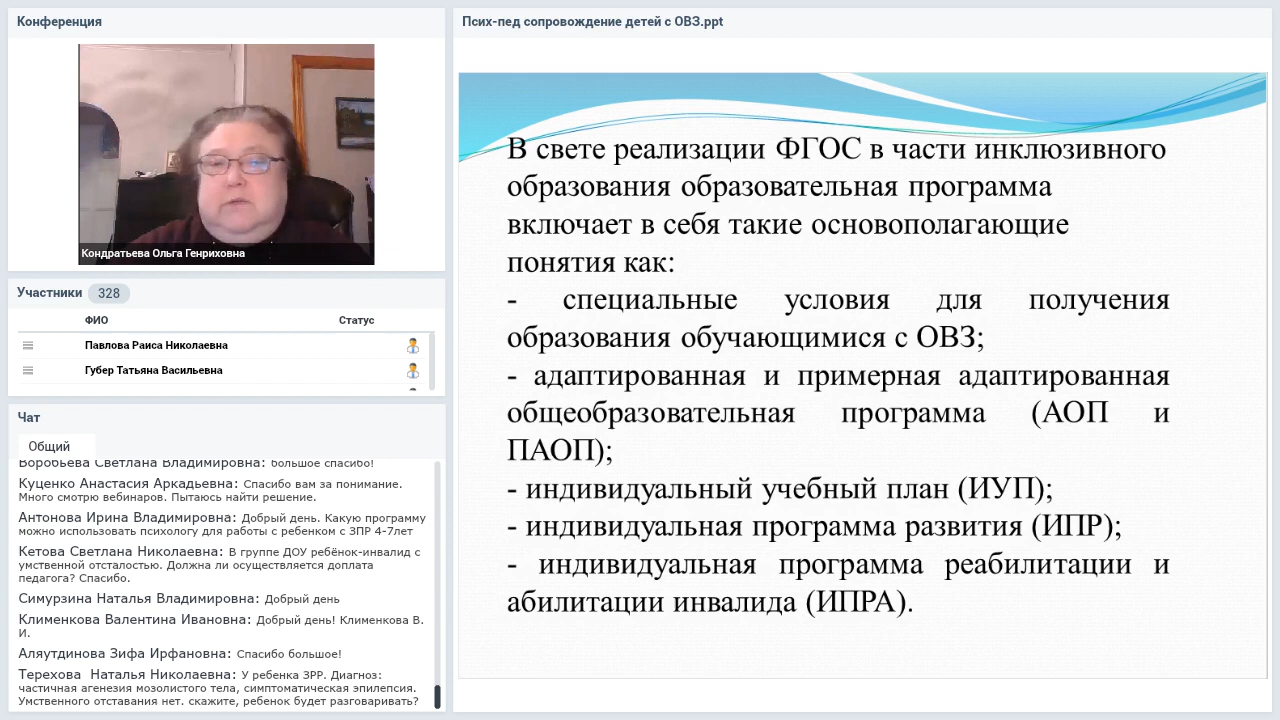 Конференция
Кондратьева Ольга Генриховна
Участники 328
ФИО Статус
Павлова Раиса Николаевна
Губер Татьяна Васильевна
Чат
Общий
Воробьева Светлана Владимировна: большое спасибо!
Куценко Анастасия Аркадьевна: Спасибо вам за понимание.
Много смотрю вебинаров. Пытаюсь найти решение.
Антонова Ирина Владимировна: Добрый день. Какую программу
можно использовать психологу для работы с ребенком с ЗПР 4-7лет
Кетова Светлана Николаевна: В группе ДОУ ребёнок-инвалид с
умственной отсталостью. Должна ли осуществляется доплата
педагога? Спасибо.
Симурзина Наталья Владимировна: Добрый день
Клименкова Валентина Ивановна: Добрый день! Клименкова В.
И.
Аляутдинова Зифа Ирфановна: Спасибо большое!
Терехова Наталья Николаевна: У ребенка ЗРР. Диагноз:
частичная агенезия мозолистого тела, симптоматическая эпилепсия.
Умственного отставания нет. скажите, ребенок будет разговаривать?
Псих-пед сопровождение детей с ОВЗ.ppt
В свете реализации ФГОС в части инклюзивного
образования образовательная программа
включает в себя такие основополагающие
понятия как:
- специальные условия для получения
образования обучающимися с ОВЗ;
- адаптированная и примерная адаптированная
общеобразовательная программа (АОП и
ПАОП);
- индивидуальный учебный план (ИУП);
- индивидуальная программа развития (ИПР);
- индивидуальная программа реабилитации и
абилитации инвалида (ИПРА).